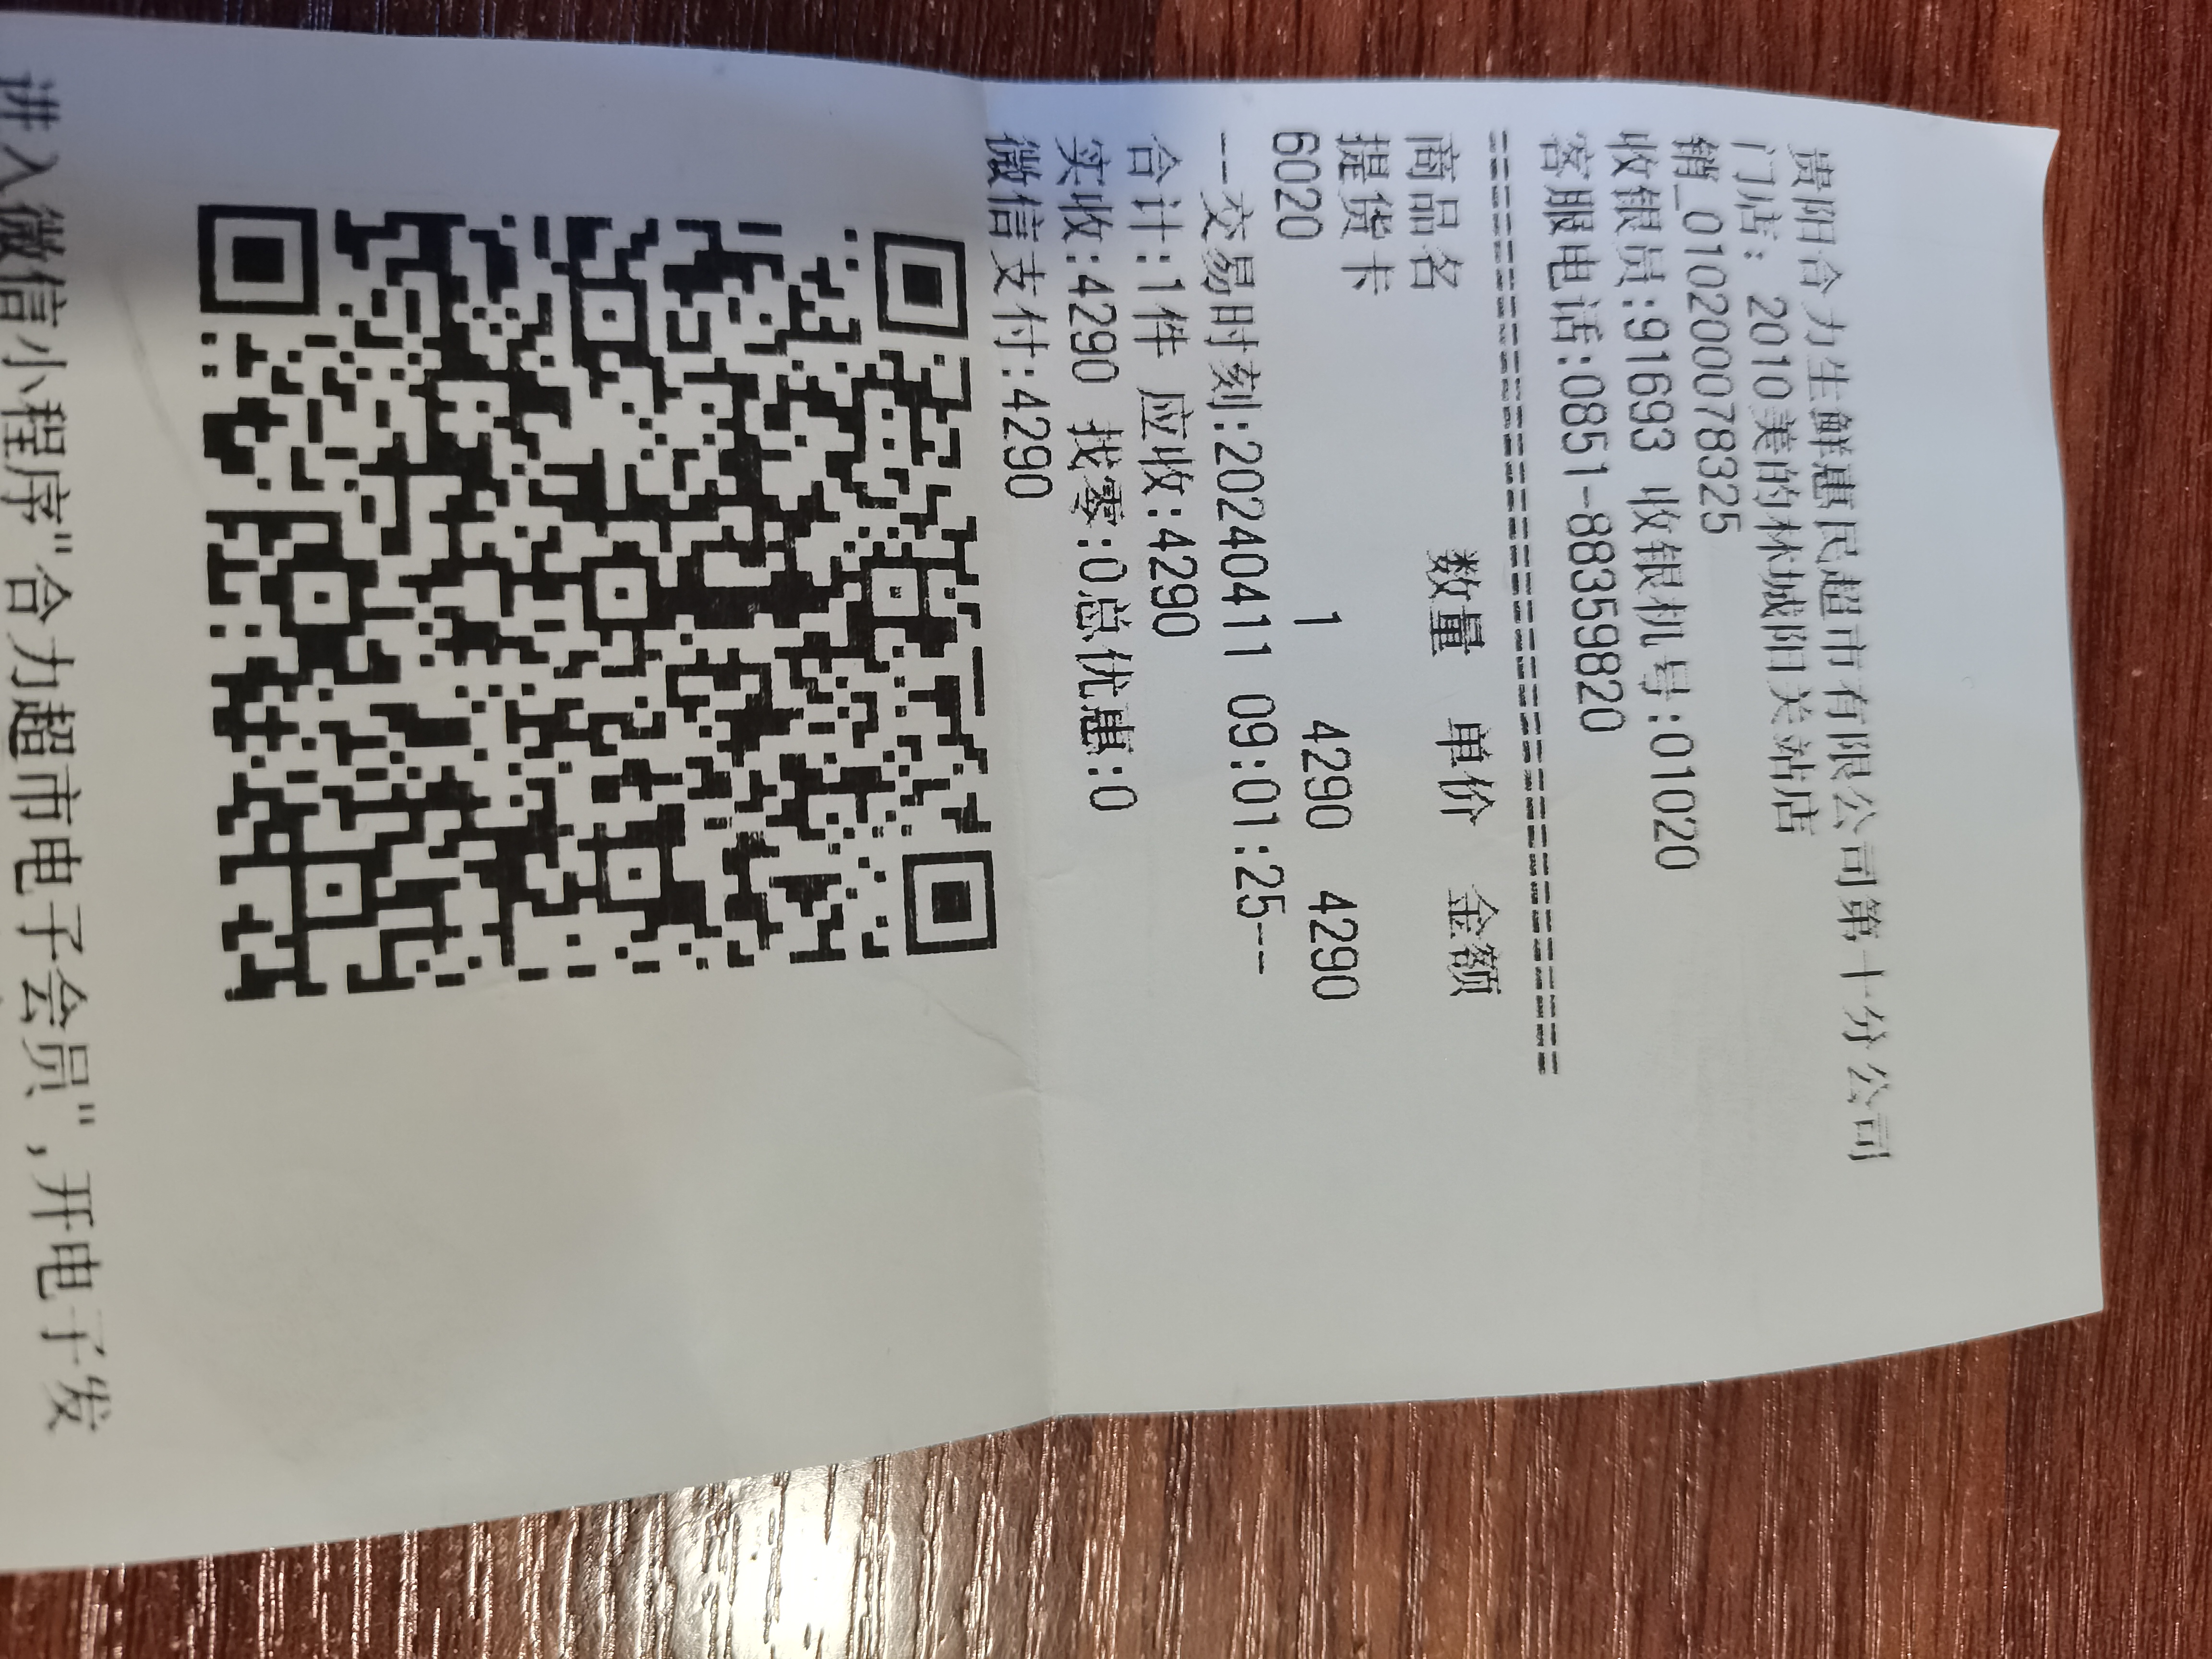 贵阳合力生鲜惠民超市有限公司第十分公司
门店: 2010美的林城阳关站店
销_010200078325
收银员:91693 收银机号:01020
客服电话:0851-88359820
==========================================
商品名 数量 单价 金额
提货卡
6020 1 4290 4290
--交易时刻:20240411 09:01:25--
合计:1件 应收:4290
实收:4290 找零:0总优惠:0
微信支付:4290
进入微信小程序"合力超市电子会员",开电子发